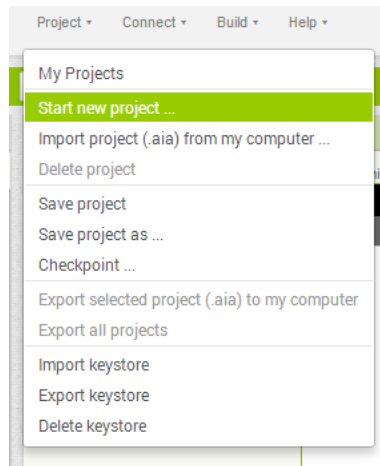 Project Connect Build Help
My Projects
Start new project ...
Import project (.aia) from my computer ...
Delete project
Save project
Save project as ...
Checkpoint ...
Export selected project (.aia) to my computer
Export all projects
Import keystore
Export keystore
Delete keystore